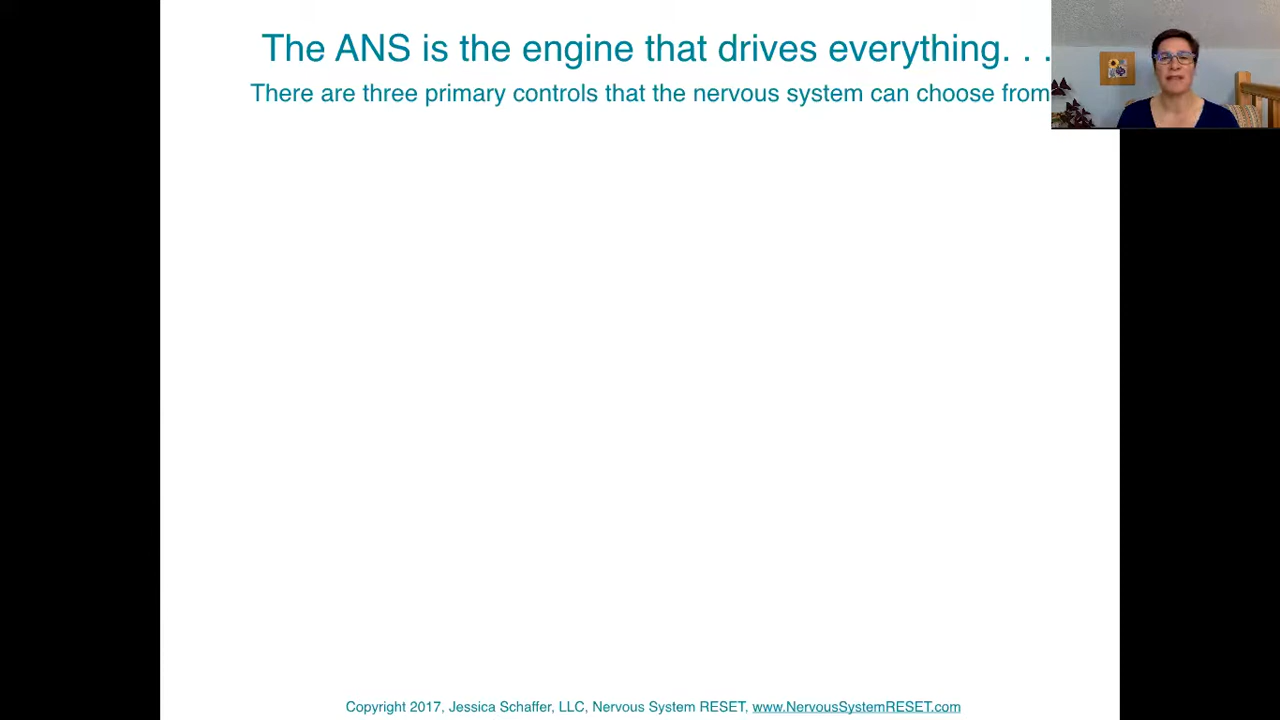 The ANS is the engine that drives everything. . .
There are three primary controls that the nervous system can choose from
Copyright 2017, Jessica Schaffer, LLC, Nervous System RESET, www.NervousSystemRESET.com